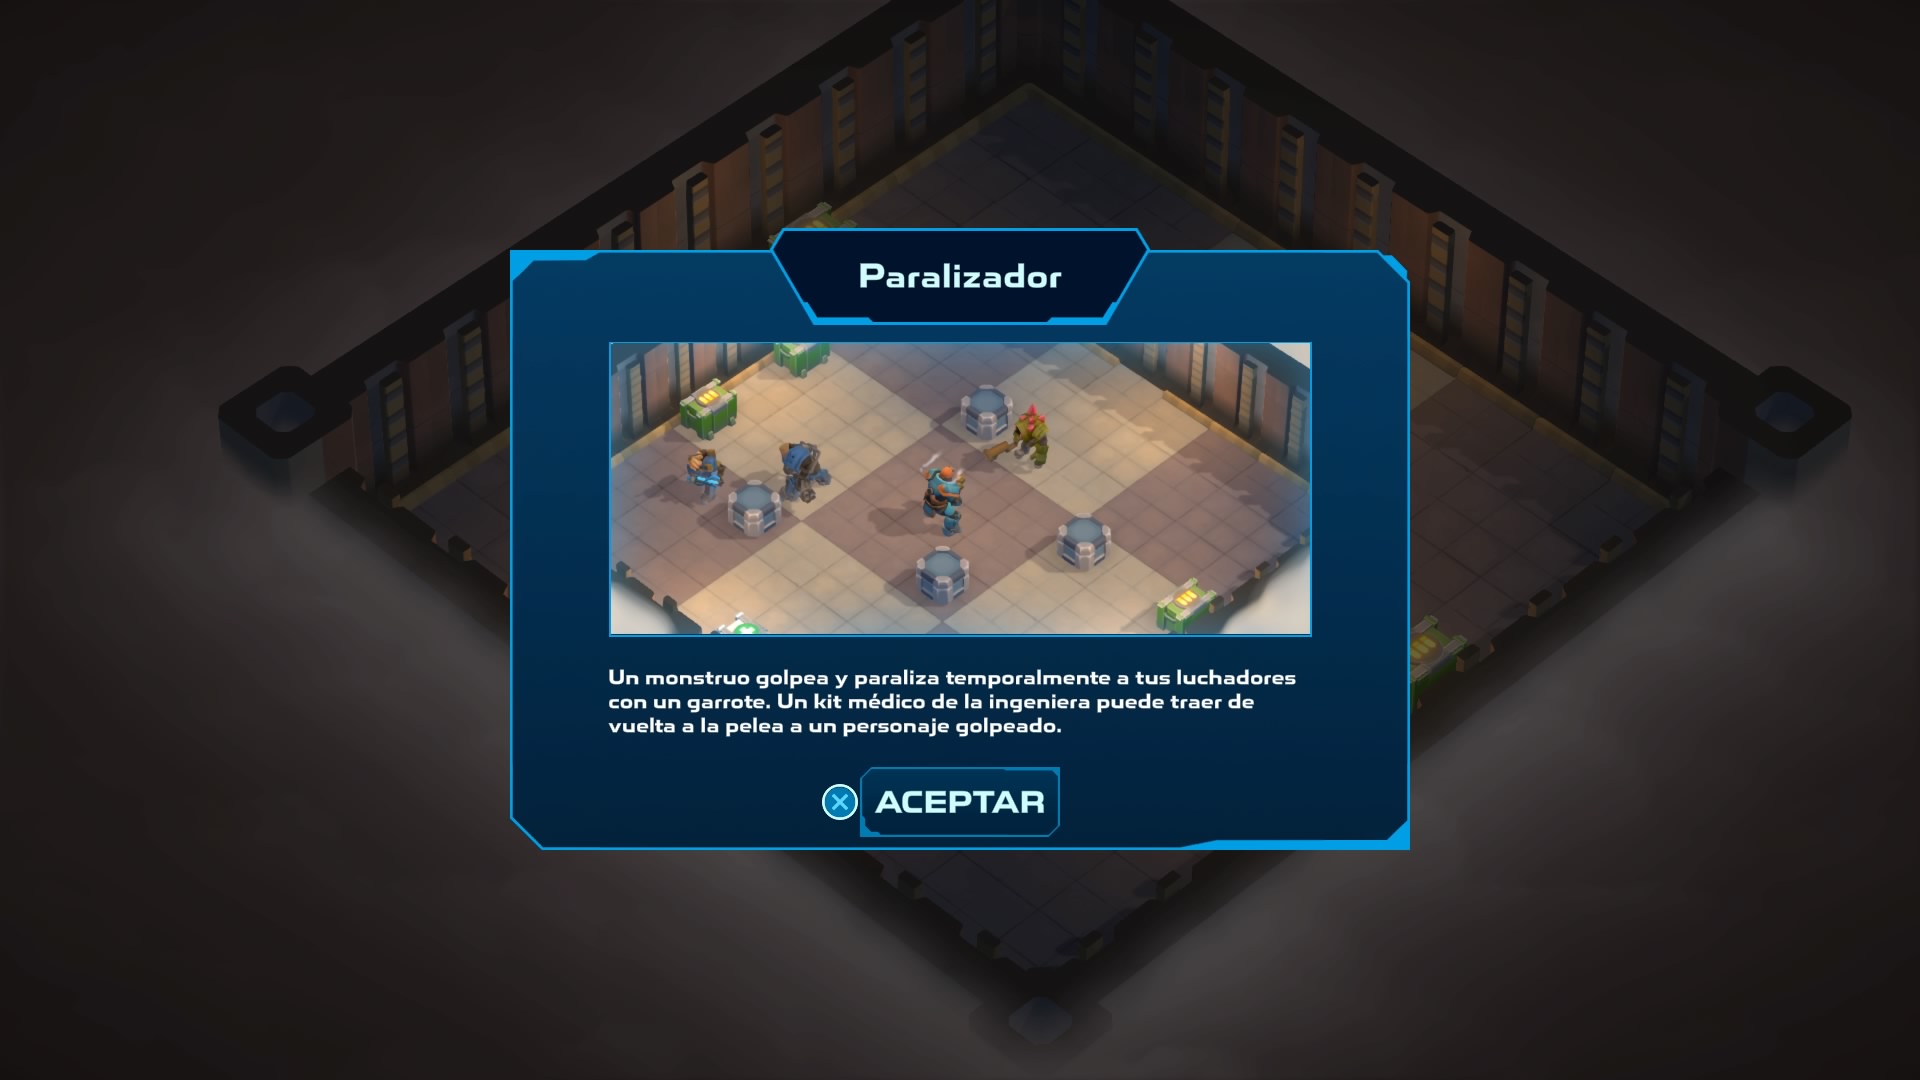 Paralizador
Un monstruo golpea y paraliza temporalmente a tus luchadores
con un garrote. Un kit médico de la ingeniera puede traer de
vuelta a la pelea a un personaje golpeado.
ACEPTAR